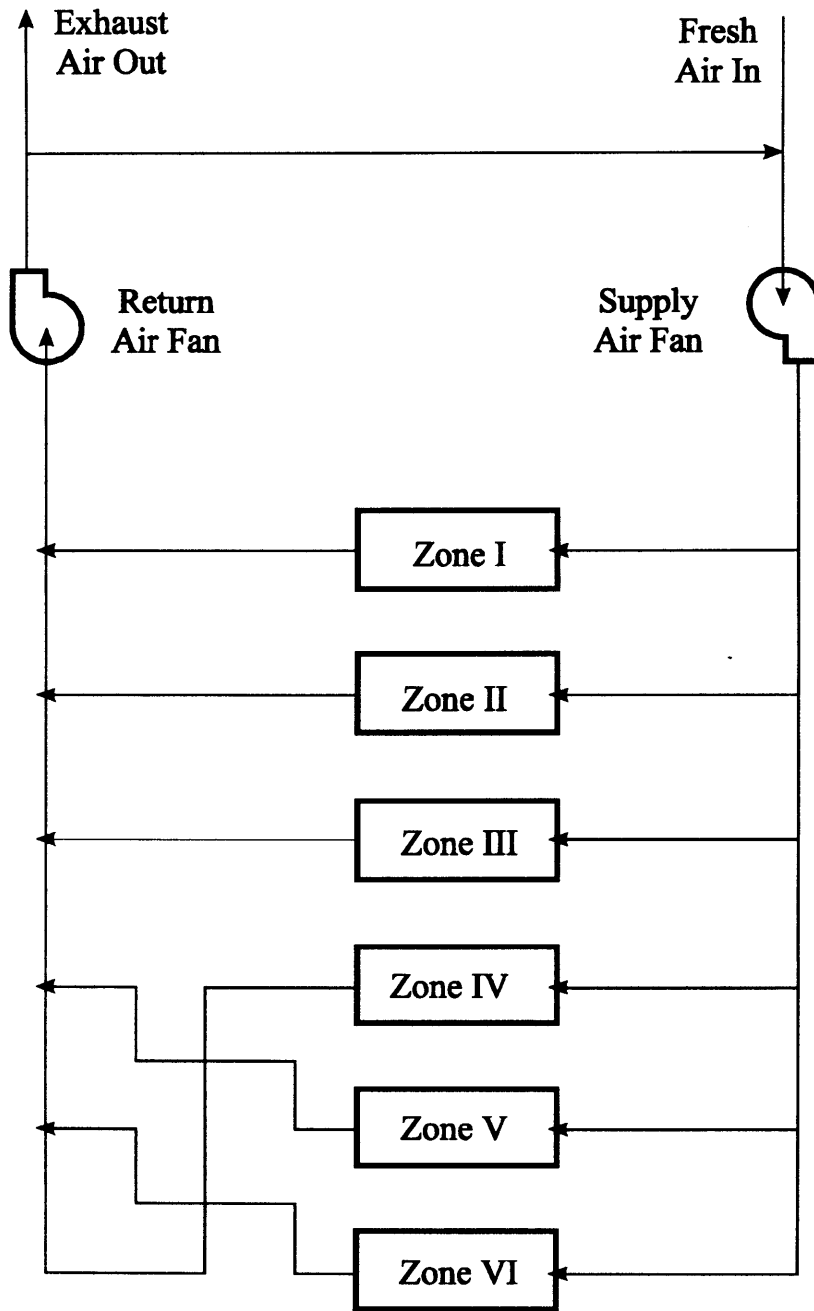 Exhaust
Air Out
Fresh
Air In
Return
Air Fan
Supply
Air Fan
Zone I
Zone II
Zone III
Zone IV
Zone V
Zone VI